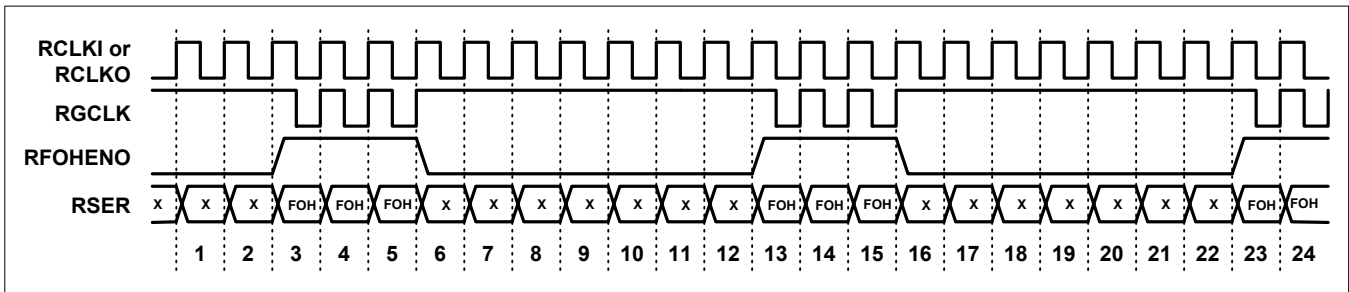 RCLKI or
RCLKO
RGCLK
RFOHENO
RSER X X X FOH FOH FOH X X X X X X X FOH FOH FOH X X X X X X X FOH FOH
1 2 3 4 5 6 7 8 9 10 11 12 13 14 15 16 17 18 19 20 21 22 23 24